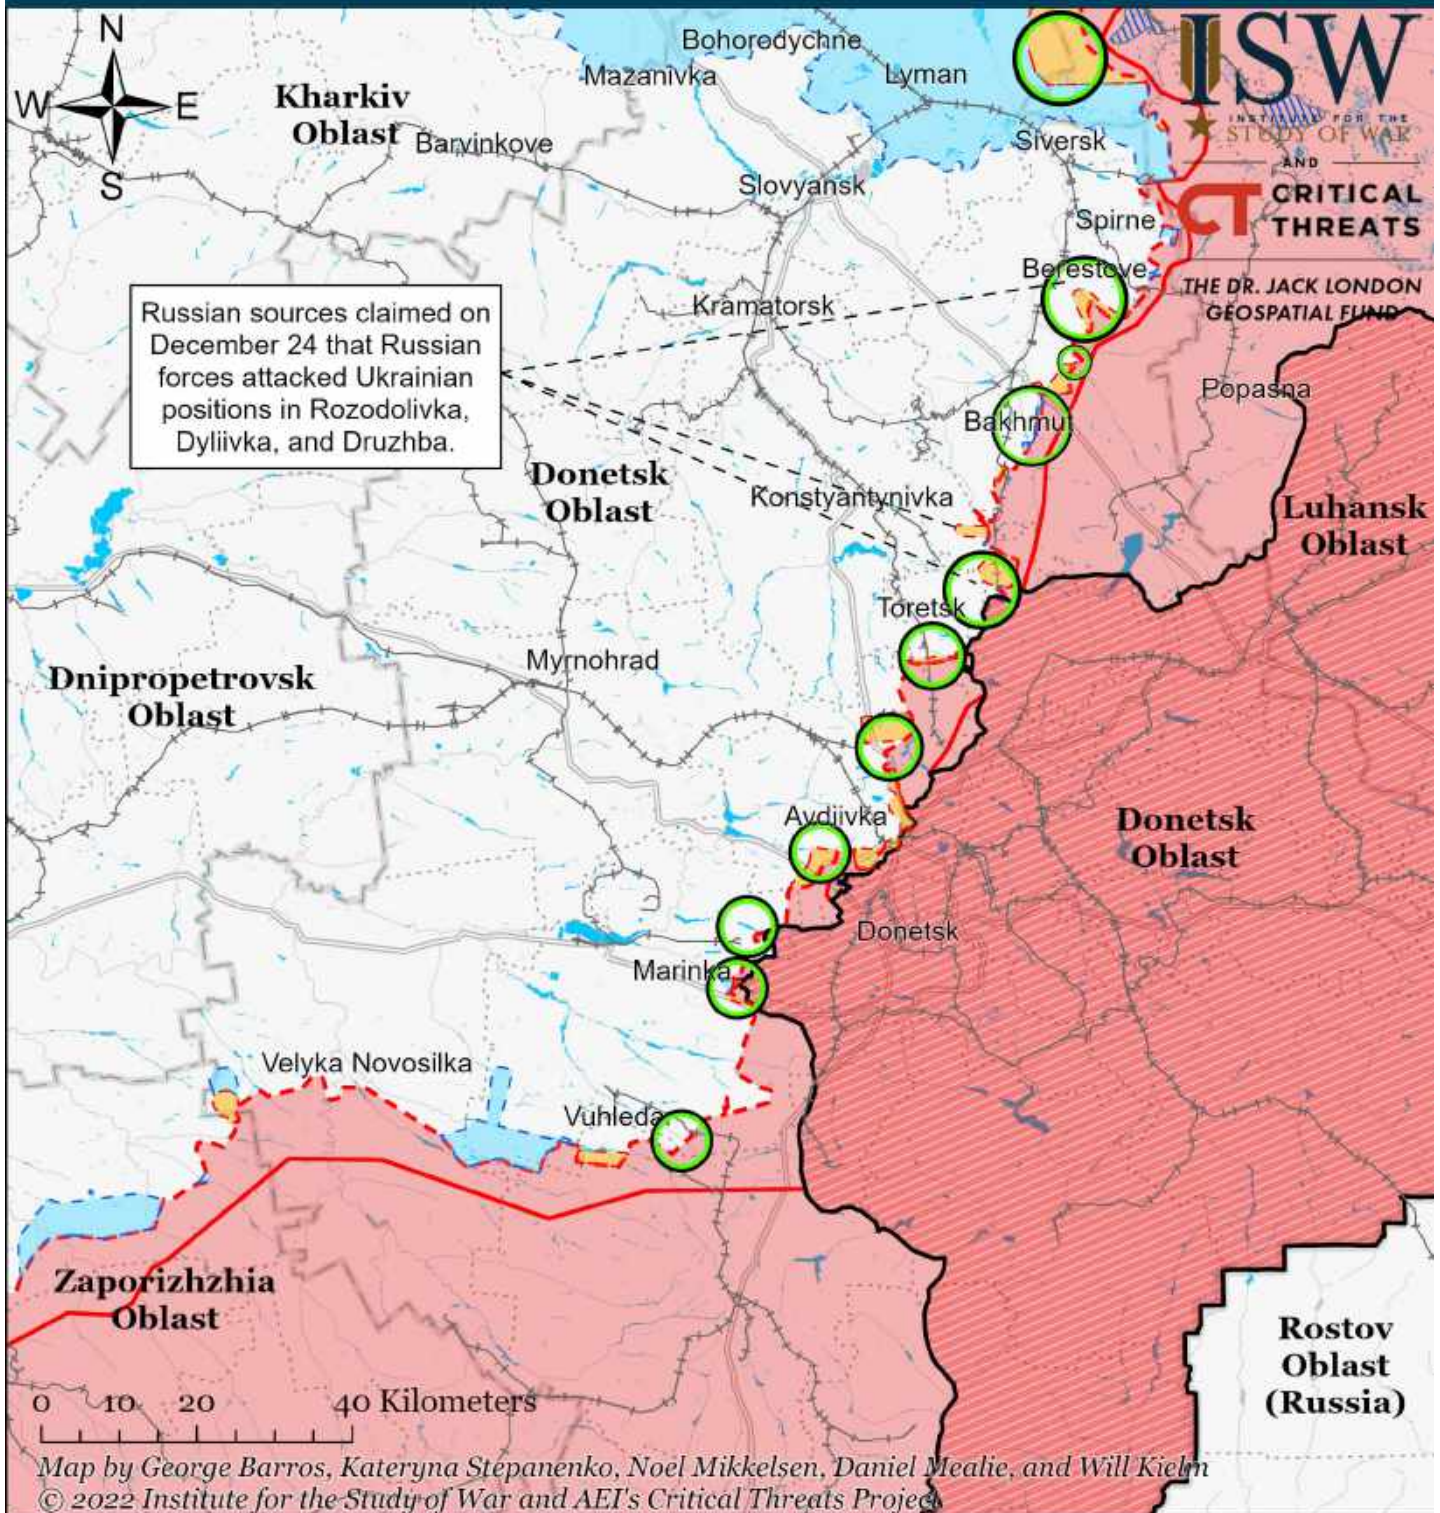 N
W E
S
Kharkiv
Oblast
Barvinkove
Bohorodychne
Mazanivka
Lyman
Siversk
Slovyansk
Spirne
Berestove
Kramatorsk
ISW
INSTITUTE FOR THE
STUDY OF WAR
AND
CT CRITICAL
THREATS
THE DR. JACK LONDON
GEOSPATIAL FUND
Russian sources claimed on
December 24 that Russian
forces attacked Ukrainian
positions in Rozodolivka,
Dyliivka, and Druzhba.
Popasna
Bakhmut
Donetsk
Oblast
Konstyantynivka
Luhansk
Oblast
Toretsk
Myrnohrad
Dnipropetrovsk
Oblast
Avdiivka
Donetsk
Oblast
Donetsk
Marinka
Velyka Novosilka
Vuhleda
Zaporizhzhia
Oblast
Rostov
Oblast
(Russia)
0 10 20 40 Kilometers
Map by George Barros, Kateryna Stepanenko, Noel Mikkelsen, Daniel Mealie, and Will Kielm
© 2022 Institute for the Study of War and AEI's Critical Threats Project